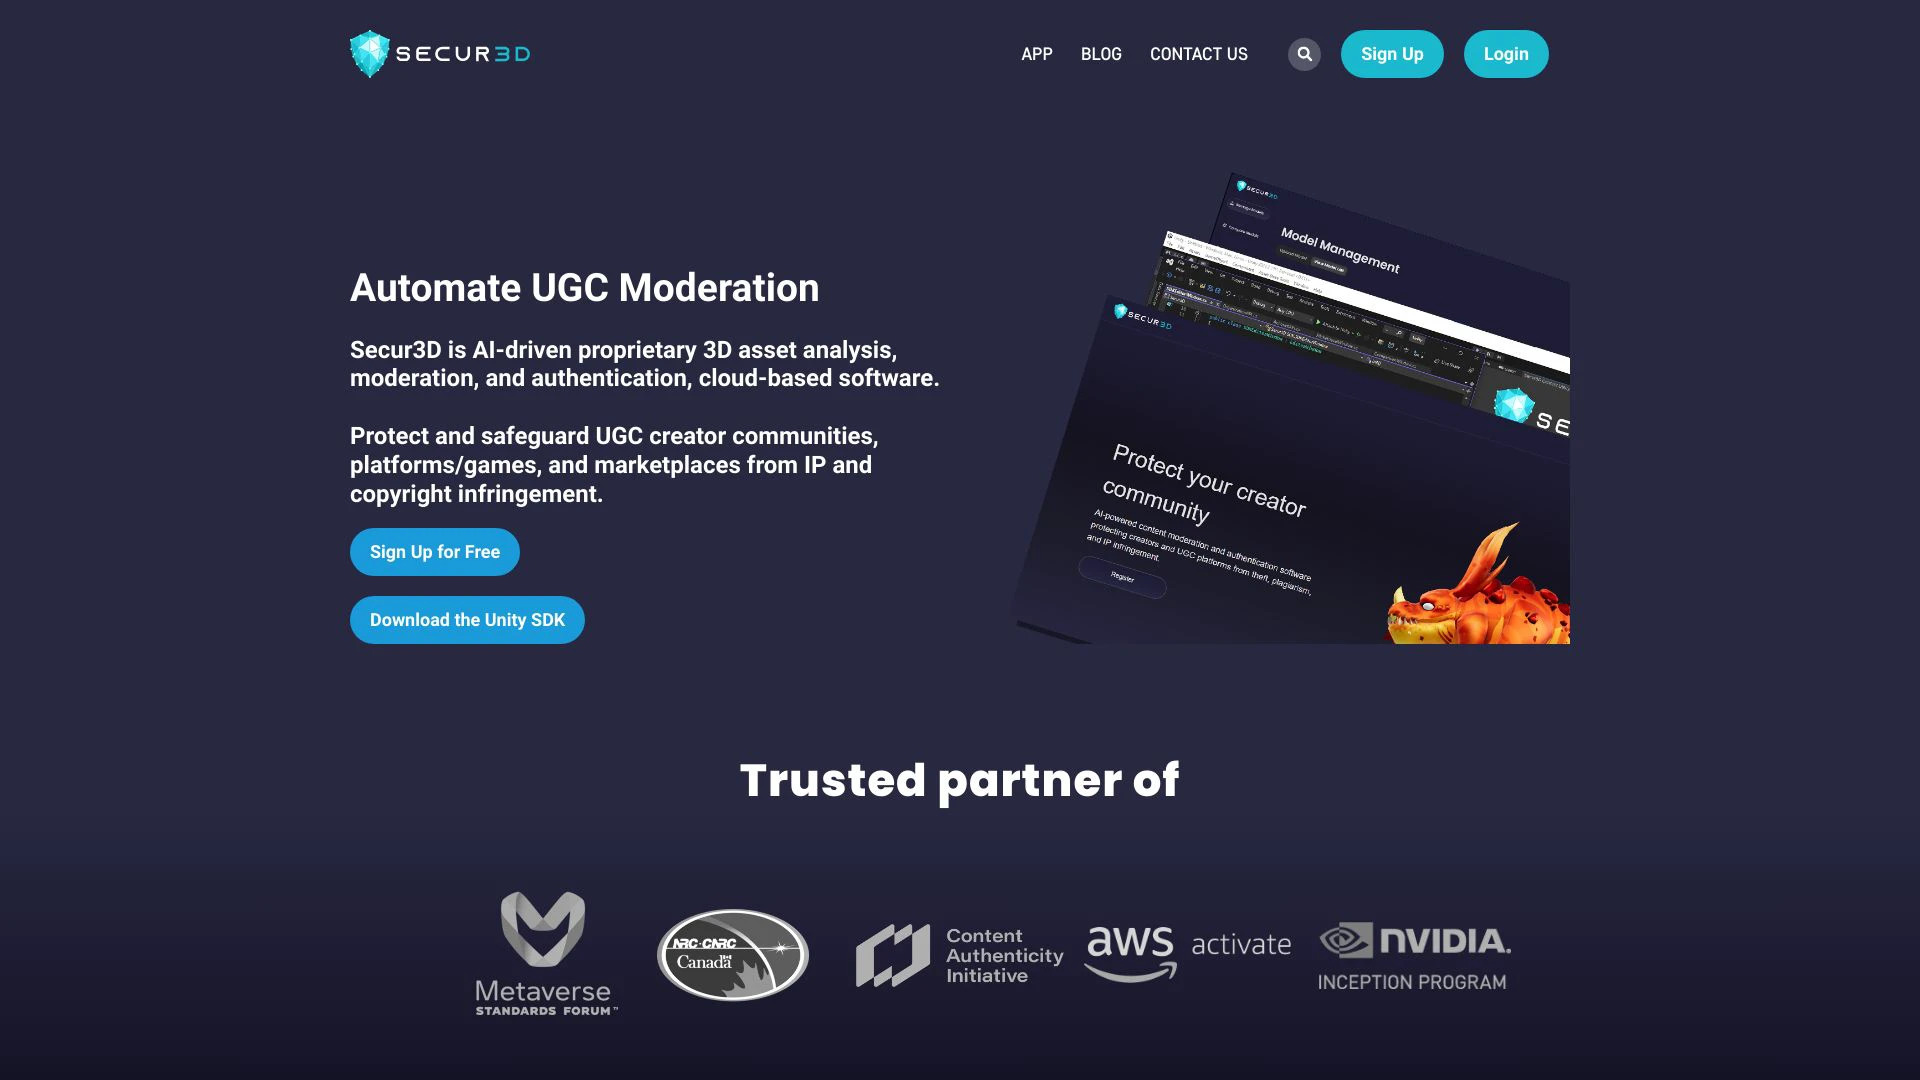 SECUR3D
APP
BLOG
CONTACT US
Sign Up
Login
Automate UGC Moderation
Secur3D is AI-driven proprietary 3D asset analysis,
moderation, and authentication, cloud-based software.
Protect and safeguard UGC creator communities,
platforms/games, and marketplaces from IP and
copyright infringement.
Sign Up for Free
Download the Unity SDK
SECUR3D
Model Management
SECUR3D
Protect your creator
community
AI-powered content moderation and authentication software
protecting creators and UGC platforms from theft, plagiarism,
and IP infringement.
Register
Trusted partner of
Metaverse
STANDARDS FORUM™
NRC·CNRC
Canada
Content
Authenticity
Initiative
aws activate
NVIDIA.
INCEPTION PROGRAM